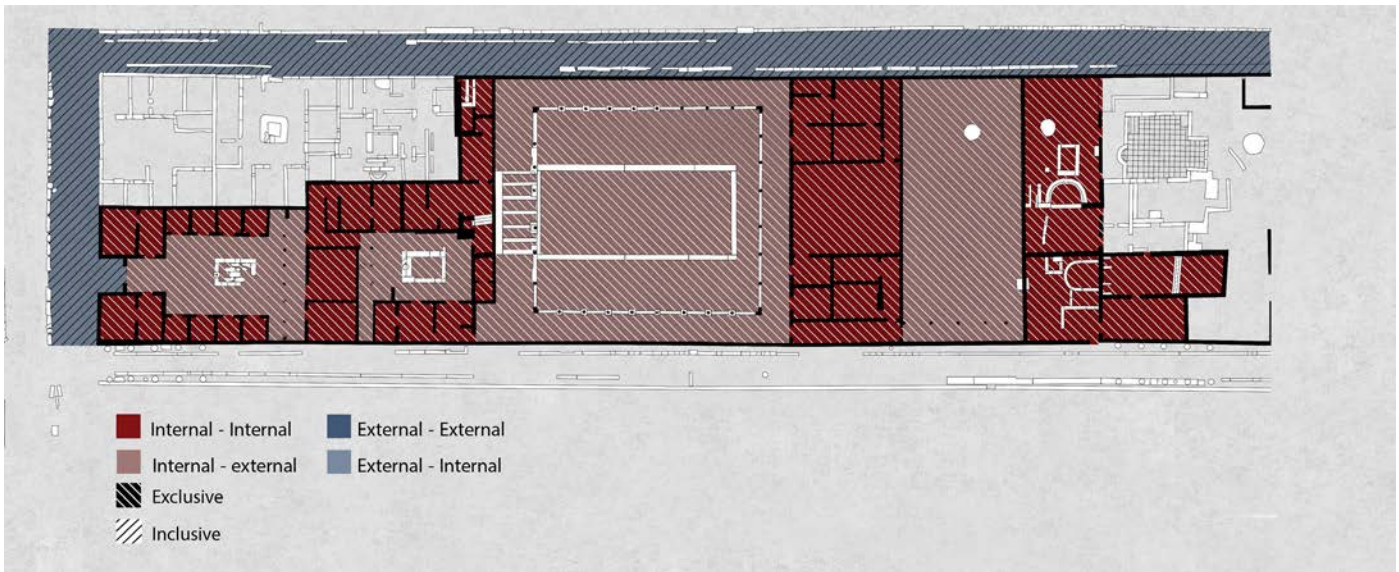 Internal - Internal
External - External
Internal - external
External - Internal
Exclusive
Inclusive